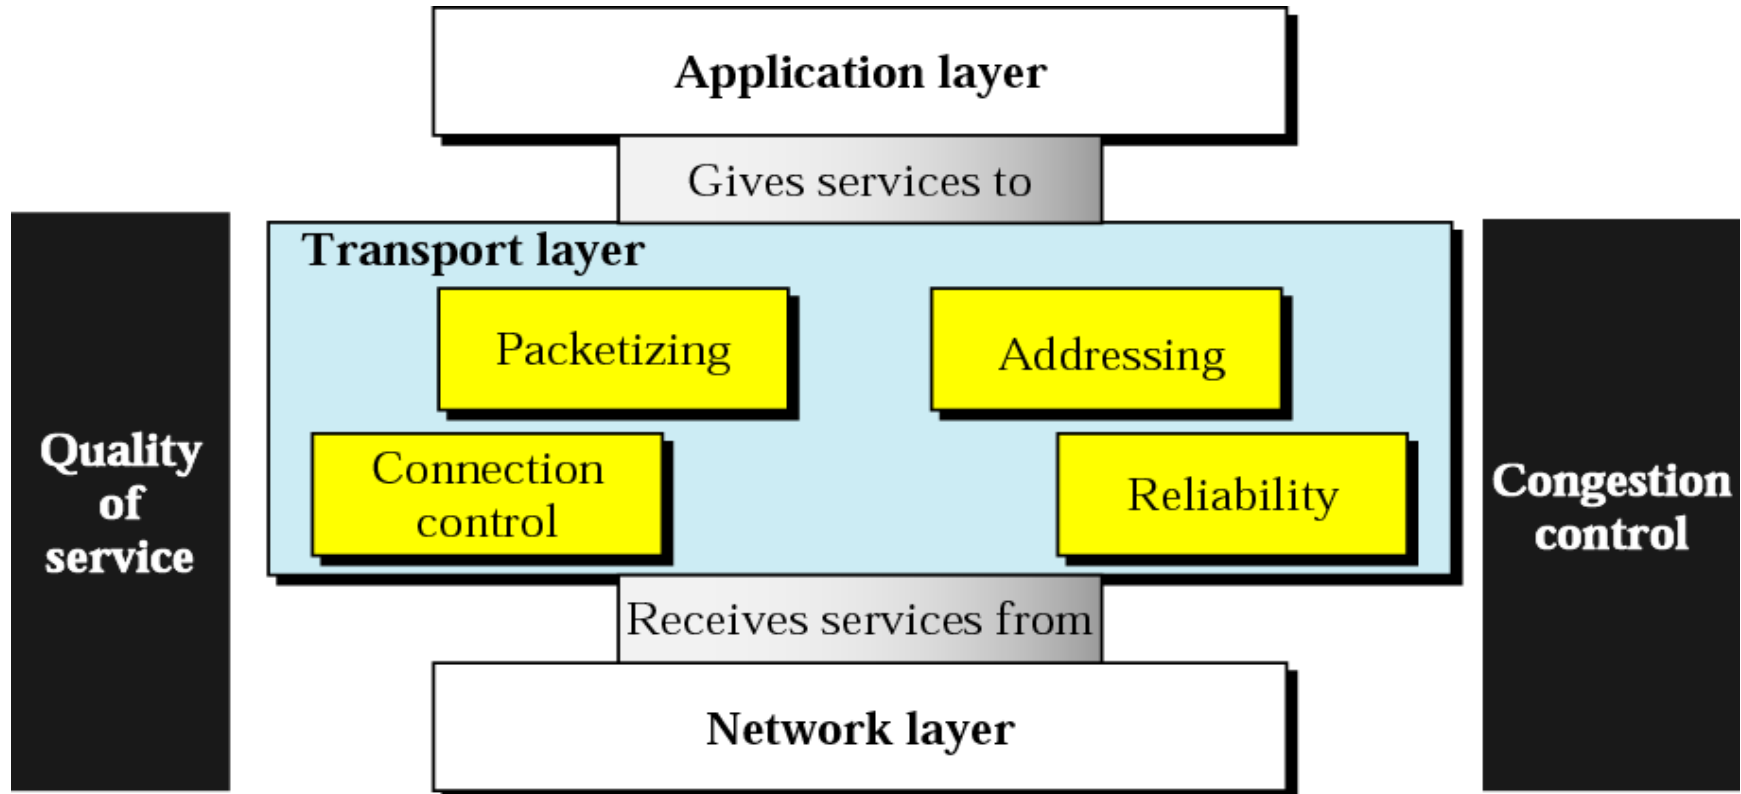 Application layer
Gives services to
Transport layer
Packetizing
Addressing
Connection
control
Reliability
Receives services from
Network layer
Quality
of
service
Congestion
control